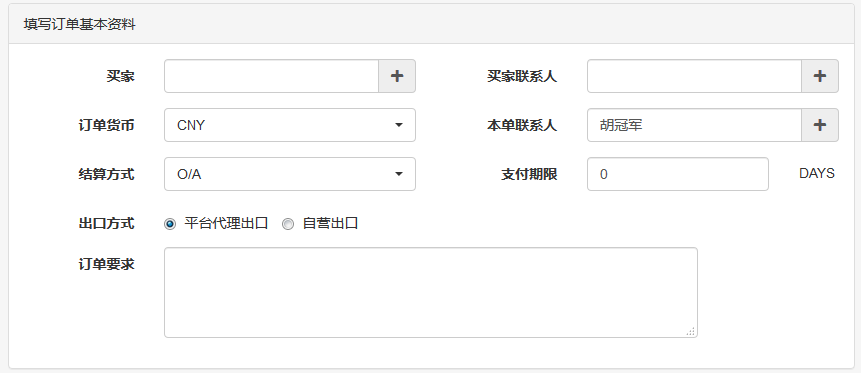 填写订单基本资料
买家 + 买家联系人 +
订单货币 CNY 本单联系人 胡冠军 +
结算方式 O/A 支付期限 0 DAYS
出口方式 平台代理出口 自营出口
订单要求